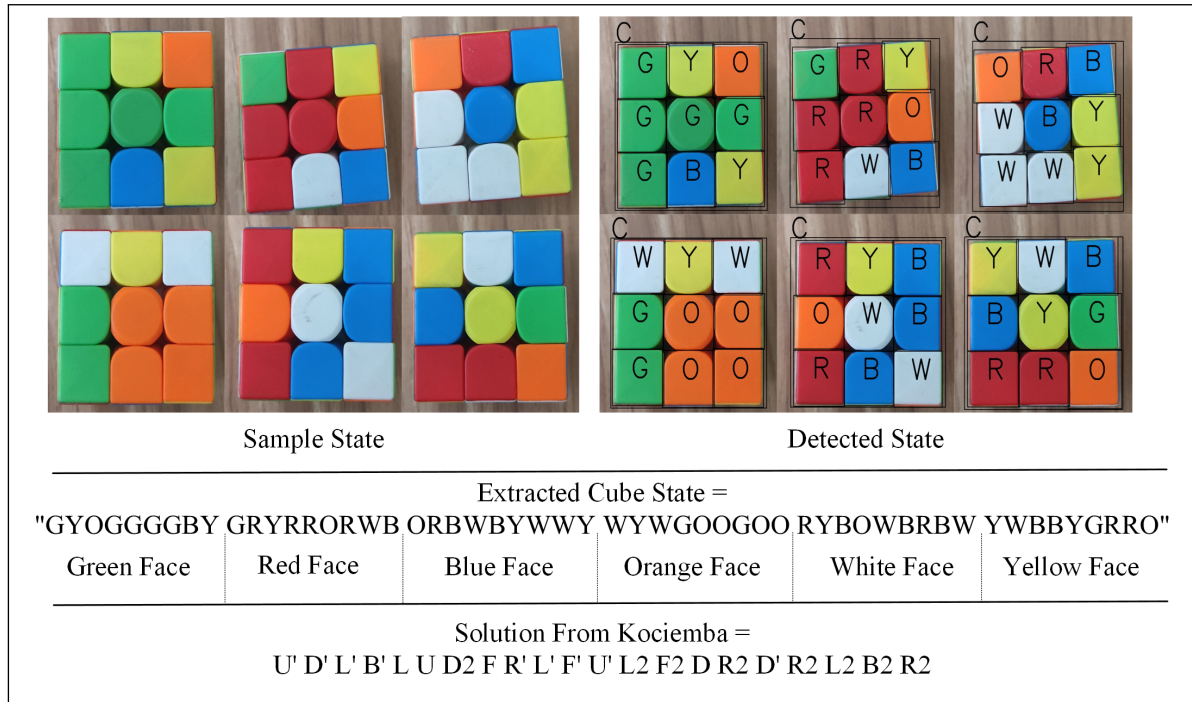 C
G Y O
G G G
G B Y
G R Y
R R O
R W B
C
O R B
W B Y
W W Y
C
W Y W
G O O
G O O
C
R Y B
O W B
R B W
Y W B
B Y G
R R O
Sample State
Detected State
Extracted Cube State =
"GYOGGGGBY GRYRRORWB ORBWBYWWY WYWGOOGOO RYBOWBRBW YWBBYGRRO"
Green Face Red Face Blue Face Orange Face White Face Yellow Face
Solution From Kociemba =
U' D' L' B' L U D2 F R' L' F' U' L2 F2 D R2 D' R2 L2 B2 R2